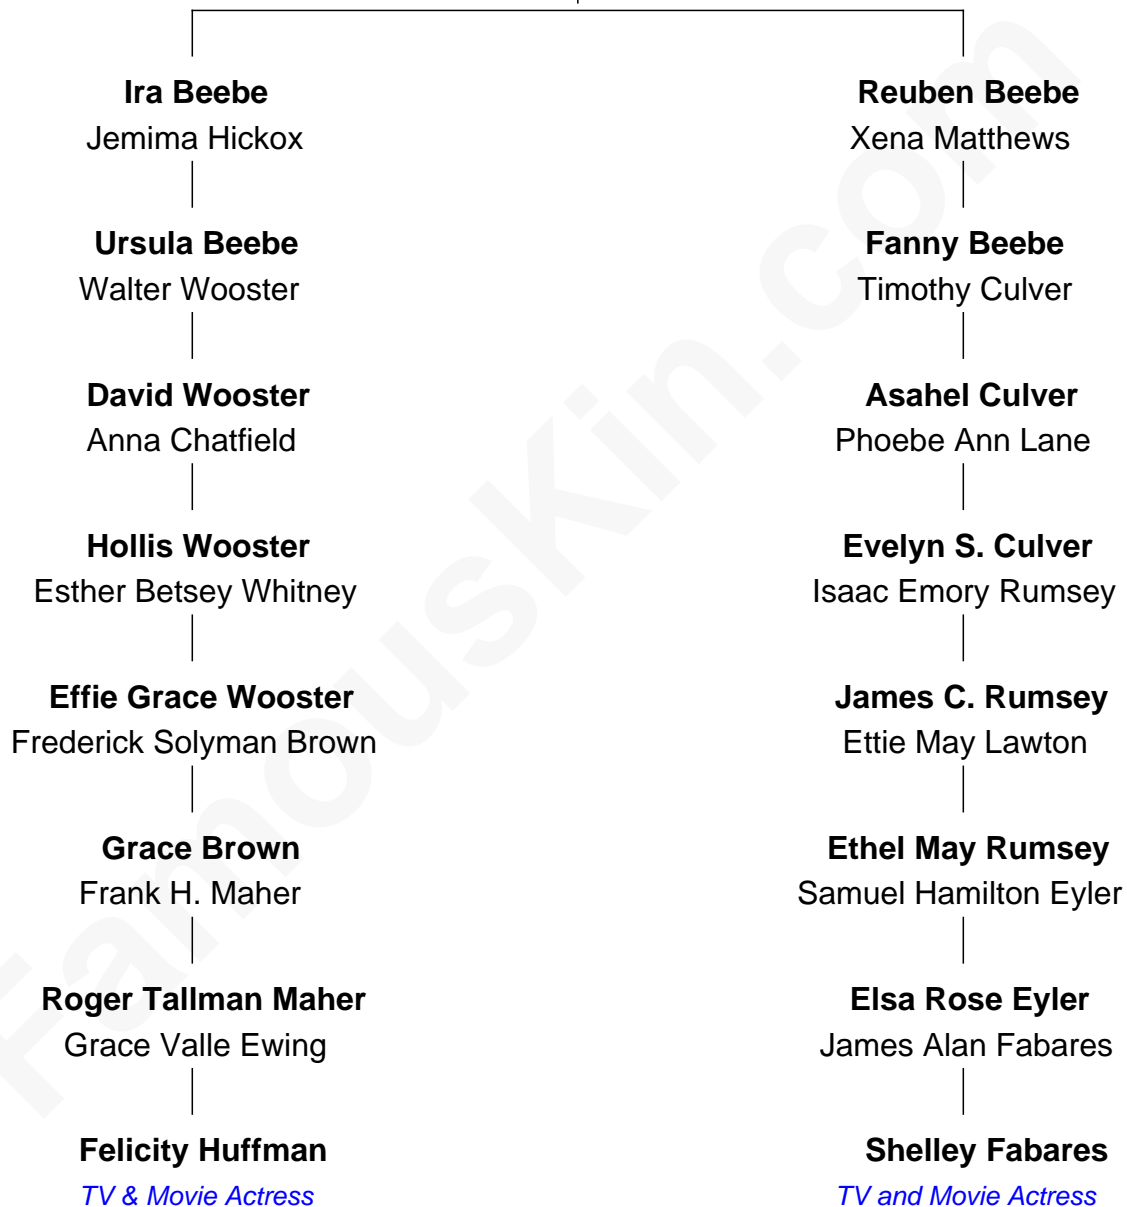 Ira Beebe
Jemima Hickox
Reuben Beebe
Xena Matthews
Ursula Beebe
Walter Wooster
Fanny Beebe
Timothy Culver
David Wooster
Anna Chatfield
Asahel Culver
Phoebe Ann Lane
Hollis Wooster
Esther Betsey Whitney
Evelyn S. Culver
Isaac Emory Rumsey
Effie Grace Wooster
Frederick Solyman Brown
James C. Rumsey
Ettie May Lawton
Grace Brown
Frank H. Maher
Ethel May Rumsey
Samuel Hamilton Eyler
Roger Tallman Maher
Grace Valle Ewing
Elsa Rose Eyler
James Alan Fabares
Felicity Huffman
TV & Movie Actress
Shelley Fabares
TV and Movie Actress
FamousKin.com